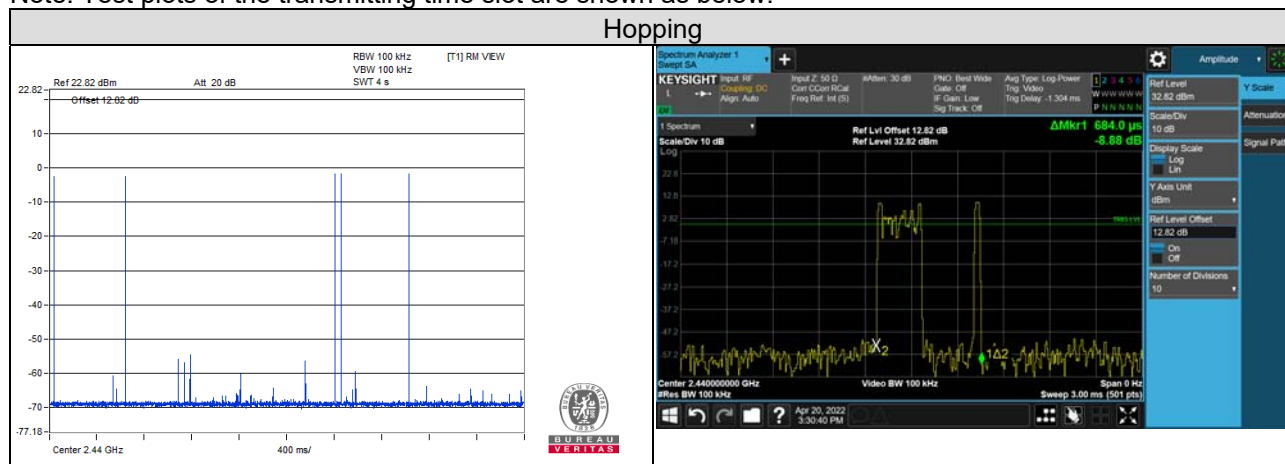 Note: Test plots of the transmitting time slot are shown as below.
Hopping
RBW 100 kHz [T1] RM VIEW
VBW 100 kHz
Ref 22.82 dBm Att 20 dB SWT 4 s
22.82
Offset 12.82 dB
10
0
-10
-20
-30
-40
-50
-60
-70
-77.18
Center 2.44 GHz 400 ms/
1828
BUREAU
VERITAS
Spectrum Analyzer 1
Swept SA
+
KEYSIGHT
L
Input: RF
Coupling: DC
Align: Auto
Input Z: 50 Ω
Corr CCorr RCal
Freq Ref: Int (S)
#Atten: 30 dB
PNO: Best Wide
Gate: Off
IF Gain: Low
Sig Track: Off
Avg Type: Log-Power
Trig: Video
Trig Delay: -1.304 ms
1 2 3 4 5 6
W W W W W W
P N N N N N
1 Spectrum
Scale/Div 10 dB
Log
Ref Lvl Offset 12.82 dB
Ref Level 32.82 dBm
ΔMkr1 684.0 µs
-8.88 dB
22.8
12.8
2.82
-7.18
-17.2
-27.2
-37.2
-47.2
-57.2
X2
1Δ2
Center 2.440000000 GHz
#Res BW 100 kHz
Video BW 100 kHz
Span 0 Hz
Sweep 3.00 ms (501 pts)
?
Apr 20, 2022
3:30:40 PM
Amplitude
Ref Level
32.82 dBm
Scale/Div
10 dB
Display Scale
Log
Lin
Y Axis Unit
dBm
Ref Level Offset
12.82 dB
On
Off
Number of Divisions
10
Y Scale
Attenuation
Signal Path